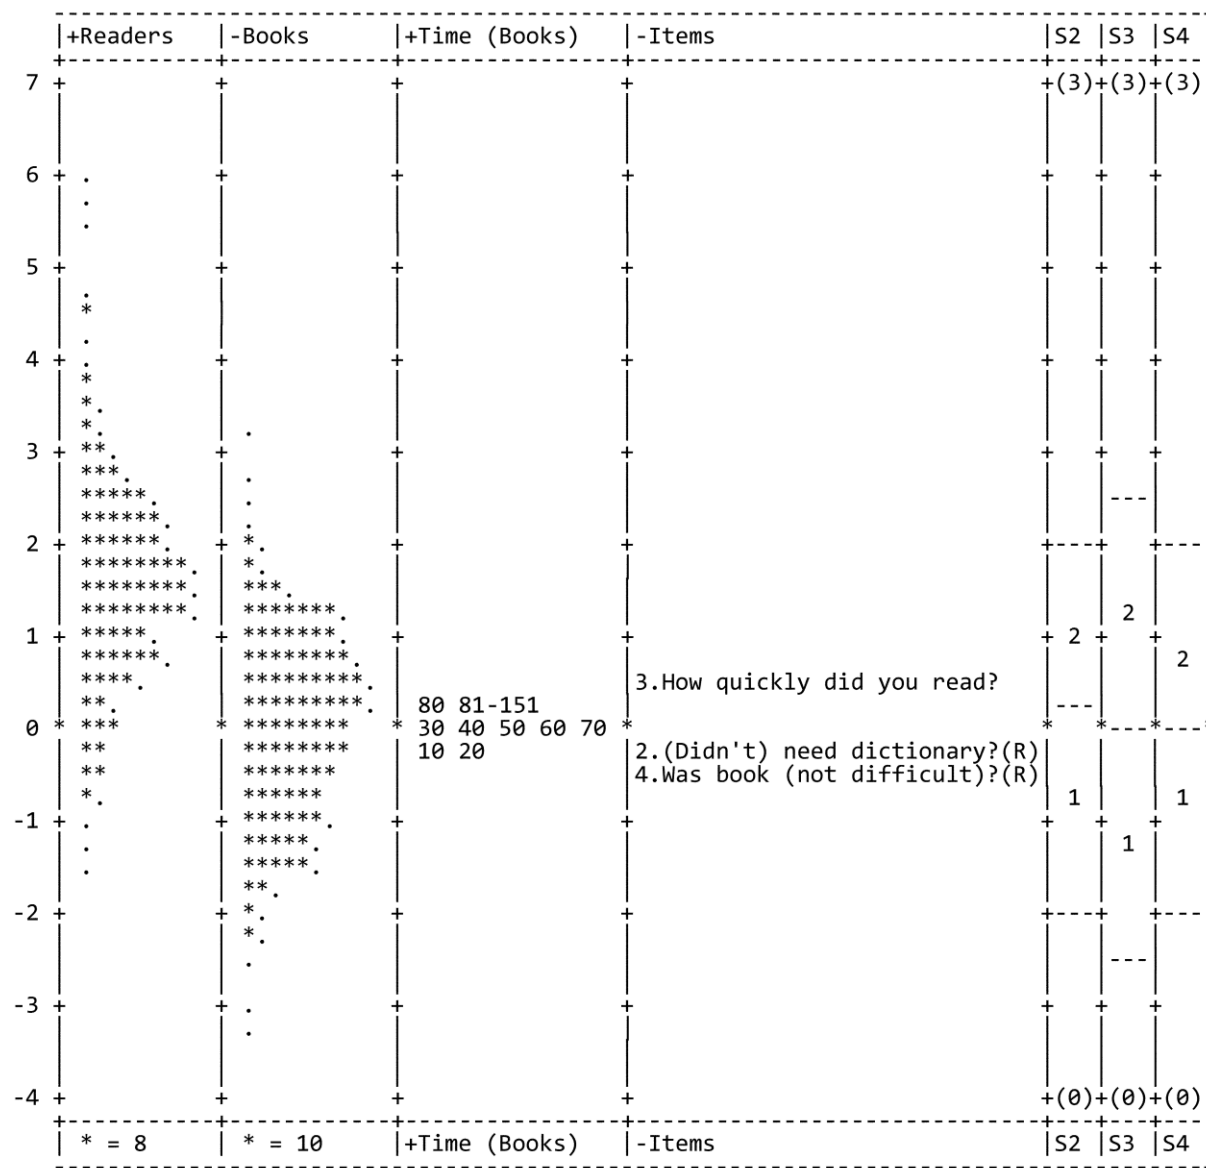 |+Readers |-Books |+Time (Books) |-Items |S2 |S3 |S4
7 + + + + +(3)+(3)+(3)
6 + . + + + + + +
.
.
5 + + + + + + +
.
*
.
4 + . + + + + + +
*
*.
*. .
3 + **. + + + + + +
***. .
*****. . ---
******. .
2 + ******. + *. + + +---+ +---
********. *.
********. ***.
********. *******. 2
1 + *****. + *******. + + + 2 + +
******. ********. 2
****. *********. 3.How quickly did you read?
**. *********. 80 81-151 ---
0 * *** * ******** * 30 40 50 60 70 * * *---*---*
** ******** 10 20 2.(Didn't) need dictionary?(R)
** ******* 4.Was book (not difficult)?(R)
*. ****** 1 1
-1 + . + ******. + + + + +
. *****. 1
. *****.
**.
-2 + + *. + + +---+ +---
*.
. ---
-3 + + . + + + + +
.
-4 + + + + +(0)+(0)+(0)
| * = 8 | * = 10 |+Time (Books) |-Items |S2 |S3 |S4